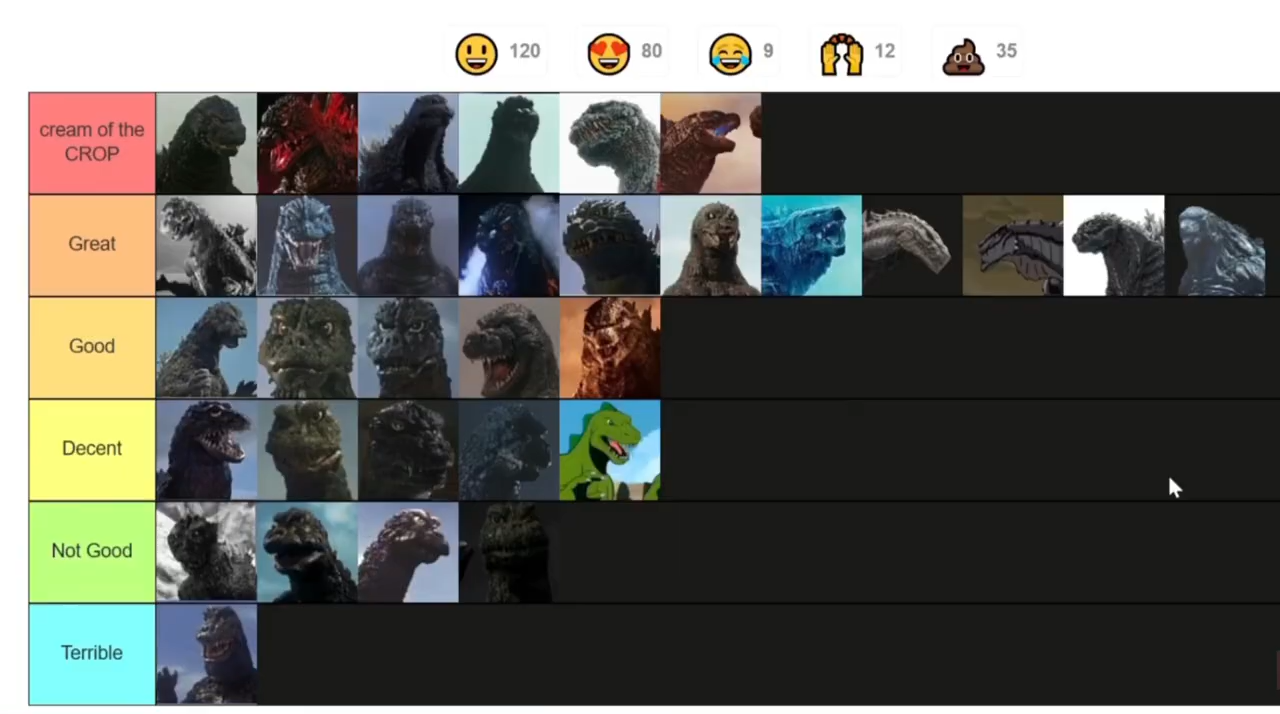 120
80
9
12
35
cream of the
CROP
Great
Good
Decent
Not Good
Terrible